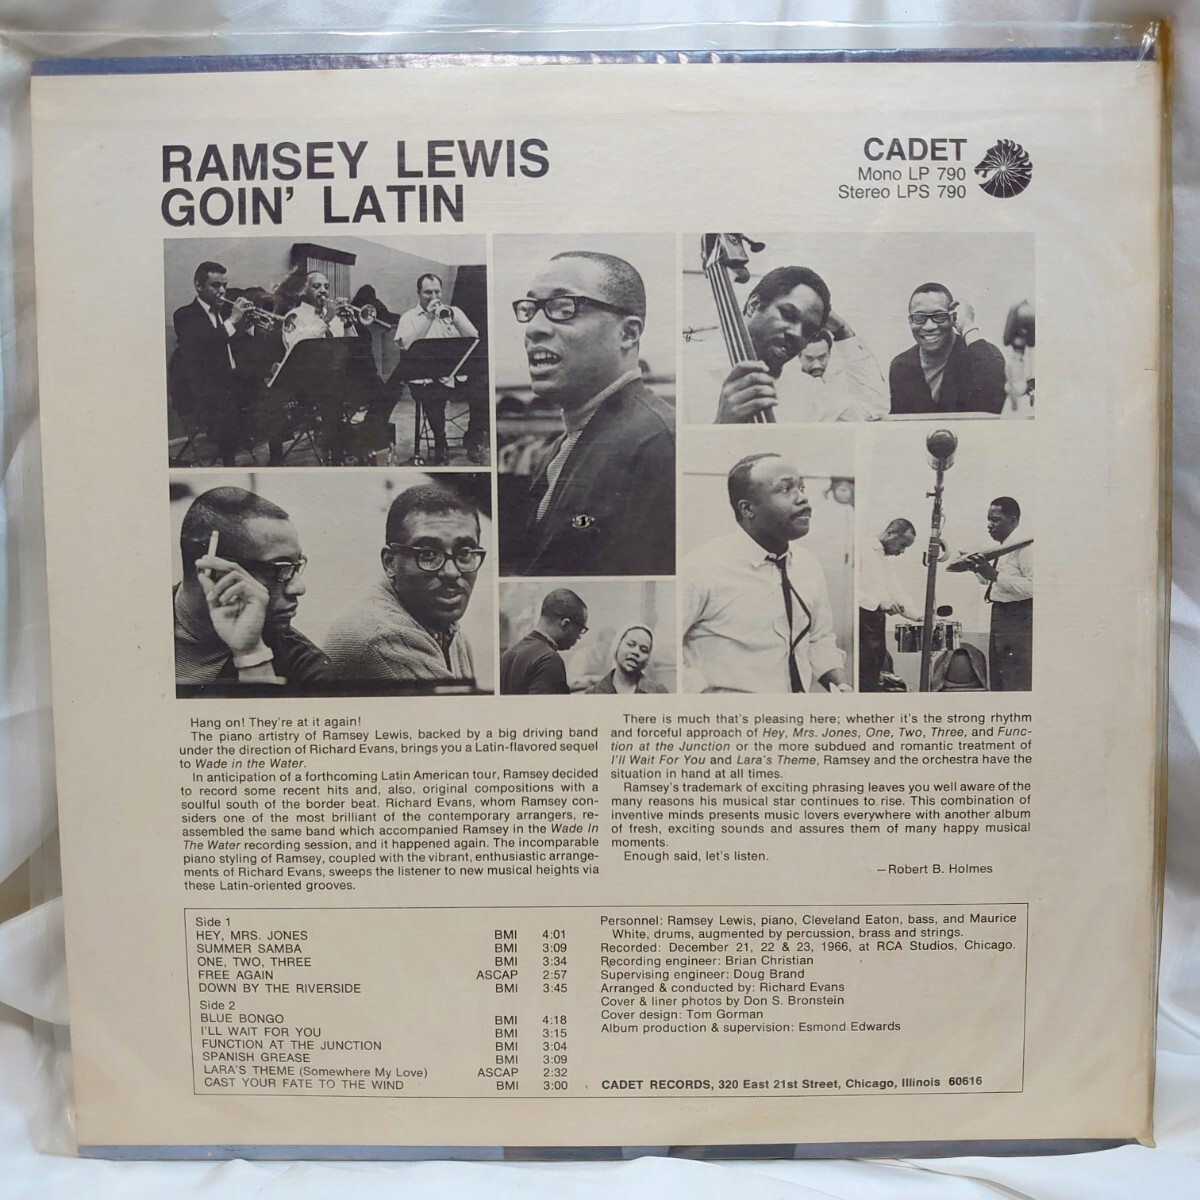 RAMSEY LEWIS
GOIN' LATIN
CADET
Mono LP 790
Stereo LPS 790
Hang on! They're at it again!
The piano artistry of Ramsey Lewis, backed by a big driving band
under the direction of Richard Evans, brings you a Latin-flavored sequel
to Wade in the Water.
In anticipation of a forthcoming Latin American tour, Ramsey decided
to record some recent hits and, also, original compositions with a
soulful south of the border beat. Richard Evans, whom Ramsey con-
siders one of the most brilliant of the contemporary arrangers, re-
assembled the same band which accompanied Ramsey in the Wade In
The Water recording session, and it happened again. The incomparable
piano styling of Ramsey, coupled with the vibrant, enthusiastic arrange-
ments of Richard Evans, sweeps the listener to new musical heights via
these Latin-oriented grooves.
There is much that's pleasing here; whether it's the strong rhythm
and forceful approach of Hey, Mrs. Jones, One, Two, Three, and Func-
tion at the Junction or the more subdued and romantic treatment of
I'll Wait For You and Lara's Theme, Ramsey and the orchestra have the
situation in hand at all times.
Ramsey's trademark of exciting phrasing leaves you well aware of the
many reasons his musical star continues to rise. This combination of
inventive minds presents music lovers everywhere with another album
of fresh, exciting sounds and assures them of many happy musical
moments.
Enough said, let's listen.
—Robert B. Holmes
Side 1
HEY, MRS. JONES BMI 4:01
SUMMER SAMBA BMI 3:09
ONE, TWO, THREE BMI 3:34
FREE AGAIN ASCAP 2:57
DOWN BY THE RIVERSIDE BMI 3:45
Side 2
BLUE BONGO BMI 4:18
I'LL WAIT FOR YOU BMI 3:15
FUNCTION AT THE JUNCTION BMI 3:04
SPANISH GREASE BMI 3:09
LARA'S THEME (Somewhere My Love) ASCAP 2:32
CAST YOUR FATE TO THE WIND BMI 3:00
Personnel: Ramsey Lewis, piano, Cleveland Eaton, bass, and Maurice
White, drums, augmented by percussion, brass and strings.
Recorded: December 21, 22 & 23, 1966, at RCA Studios, Chicago.
Recording engineer: Brian Christian
Supervising engineer: Doug Brand
Arranged & conducted by: Richard Evans
Cover & liner photos by Don S. Bronstein
Cover design: Tom Gorman
Album production & supervision: Esmond Edwards
CADET RECORDS, 320 East 21st Street, Chicago, Illinois 60616